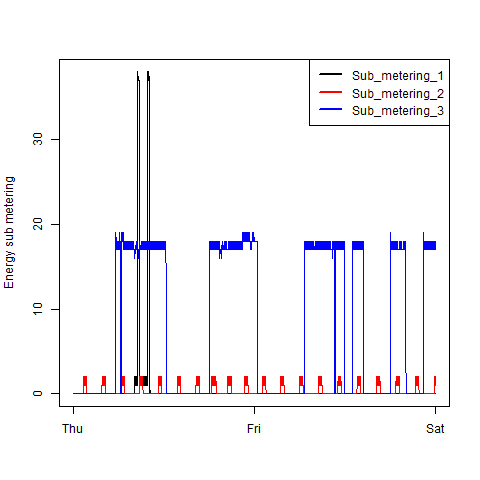 Sub_metering_1
Sub_metering_2
Sub_metering_3
Energy sub metering
30
20
10
0
Thu
Fri
Sat